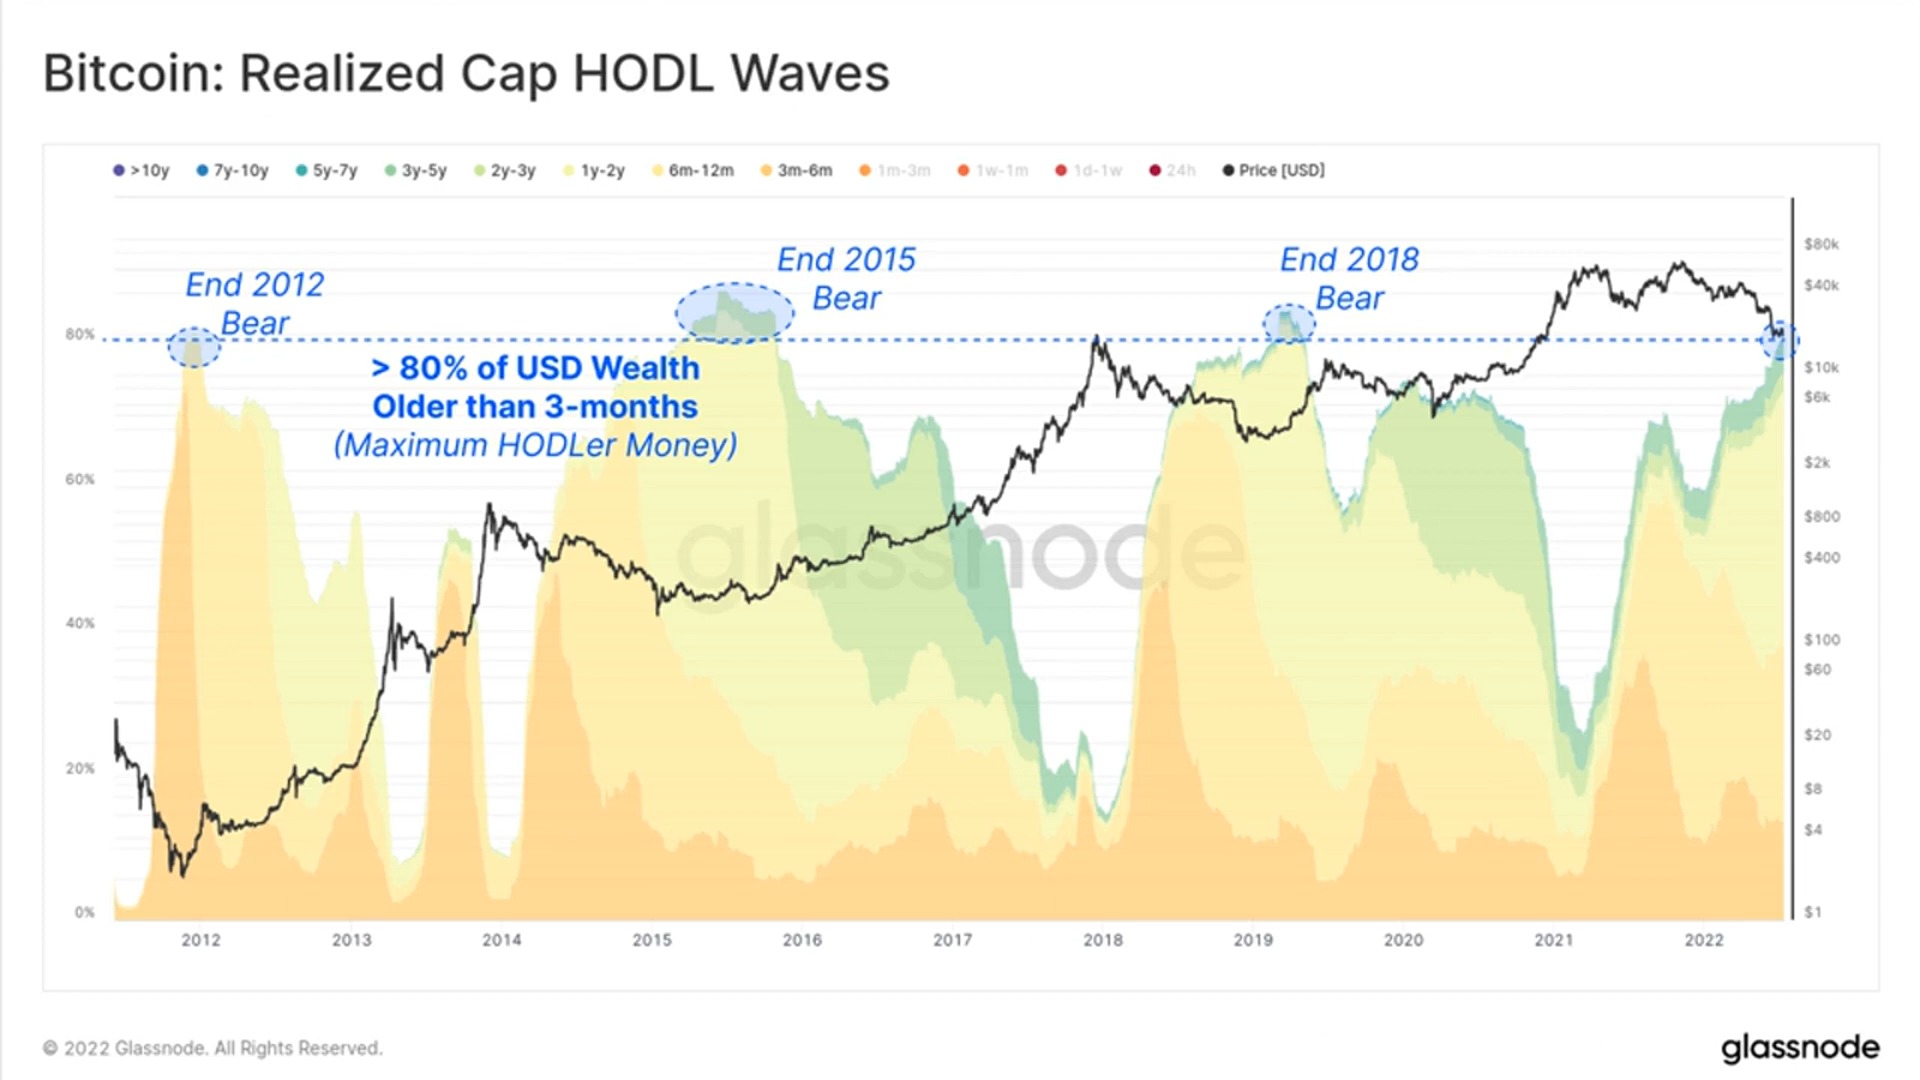 Bitcoin: Realized Cap HODL Waves
>10y 7y-10y 5y-7y 3y-5y 2y-3y 1y-2y 6m-12m 3m-6m 1m-3m 1w-1m 1d-1w 24h Price [USD]
End 2012
Bear
End 2015
Bear
End 2018
Bear
> 80% of USD Wealth
Older than 3-months
(Maximum HODLer Money)
80%
60%
40%
20%
0%
$80k
$40k
$10k
$6k
$2k
$800
$400
$100
$60
$20
$8
$4
$1
glassnode
2012 2013 2014 2015 2016 2017 2018 2019 2020 2021 2022
© 2022 Glassnode. All Rights Reserved.
glassnode